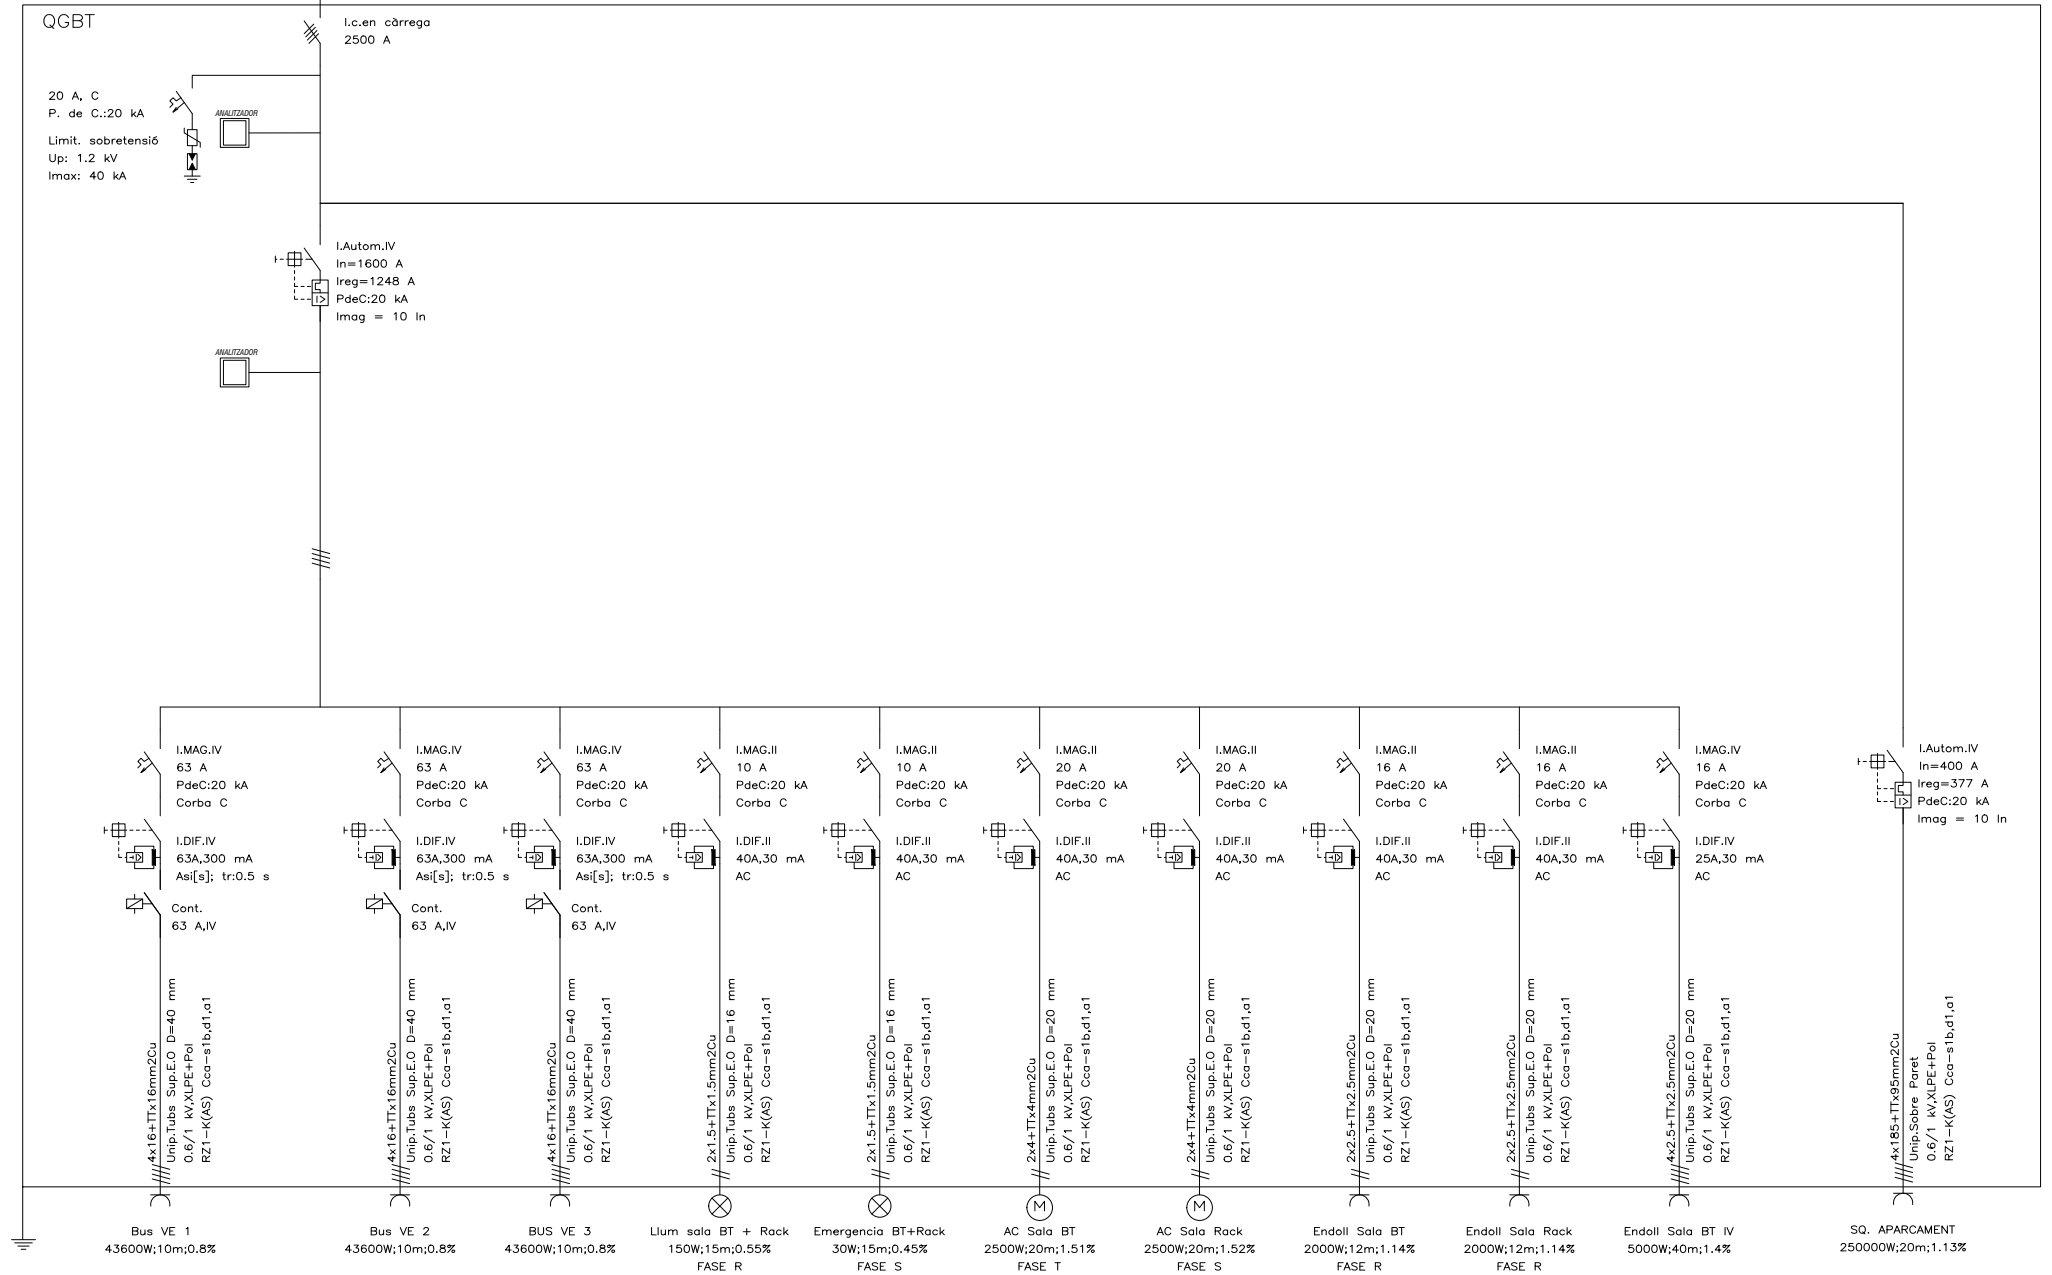 QGBT
I.c.en càrrega
2500 A
20 A, C
P. de C.:20 kA
Limit. sobretensió
Up: 1.2 kV
Imax: 40 kA
ANALITZADOR
I.Autom.IV
In=1600 A
Ireg=1248 A
PdeC:20 kA
Imag = 10 In
ANALITZADOR
I.MAG.IV
63 A
PdeC:20 kA
Corba C
I.DIF.IV
63A,300 mA
Asi[s]; tr:0.5 s
Cont.
63 A,IV
4x16+TTx16mm2Cu
Unip.Tubs Sup.E.O D=40 mm
0.6/1 kV,XLPE+Pol
RZ1-K(AS) Cca-s1b,d1,a1
Bus VE 1
43600W;10m;0.8%
I.MAG.IV
63 A
PdeC:20 kA
Corba C
I.DIF.IV
63A,300 mA
Asi[s]; tr:0.5 s
Cont.
63 A,IV
4x16+TTx16mm2Cu
Unip.Tubs Sup.E.O D=40 mm
0.6/1 kV,XLPE+Pol
RZ1-K(AS) Cca-s1b,d1,a1
Bus VE 2
43600W;10m;0.8%
I.MAG.IV
63 A
PdeC:20 kA
Corba C
I.DIF.IV
63A,300 mA
Asi[s]; tr:0.5 s
Cont.
63 A,IV
4x16+TTx16mm2Cu
Unip.Tubs Sup.E.O D=40 mm
0.6/1 kV,XLPE+Pol
RZ1-K(AS) Cca-s1b,d1,a1
BUS VE 3
43600W;10m;0.8%
I.MAG.II
10 A
PdeC:20 kA
Corba C
I.DIF.II
40A,30 mA
AC
2x1.5+TTx1.5mm2Cu
Unip.Tubs Sup.E.O D=16 mm
0.6/1 kV,XLPE+Pol
RZ1-K(AS) Cca-s1b,d1,a1
Llum sala BT + Rack
150W;15m;0.55%
FASE R
I.MAG.II
10 A
PdeC:20 kA
Corba C
I.DIF.II
40A,30 mA
AC
2x1.5+TTx1.5mm2Cu
Unip.Tubs Sup.E.O D=16 mm
0.6/1 kV,XLPE+Pol
RZ1-K(AS) Cca-s1b,d1,a1
Emergencia BT+Rack
30W;15m;0.45%
FASE S
I.MAG.II
20 A
PdeC:20 kA
Corba C
I.DIF.II
40A,30 mA
AC
2x4+TTx4mm2Cu
Unip.Tubs Sup.E.O D=20 mm
0.6/1 kV,XLPE+Pol
RZ1-K(AS) Cca-s1b,d1,a1
M
AC Sala BT
2500W;20m;1.51%
FASE T
I.MAG.II
20 A
PdeC:20 kA
Corba C
I.DIF.II
40A,30 mA
AC
2x4+TTx4mm2Cu
Unip.Tubs Sup.E.O D=20 mm
0.6/1 kV,XLPE+Pol
RZ1-K(AS) Cca-s1b,d1,a1
M
AC Sala Rack
2500W;20m;1.52%
FASE S
I.MAG.II
16 A
PdeC:20 kA
Corba C
I.DIF.II
40A,30 mA
AC
2x2.5+TTx2.5mm2Cu
Unip.Tubs Sup.E.O D=20 mm
0.6/1 kV,XLPE+Pol
RZ1-K(AS) Cca-s1b,d1,a1
Endoll Sala BT
2000W;12m;1.14%
FASE R
I.MAG.II
16 A
PdeC:20 kA
Corba C
I.DIF.II
40A,30 mA
AC
2x2.5+TTx2.5mm2Cu
Unip.Tubs Sup.E.O D=20 mm
0.6/1 kV,XLPE+Pol
RZ1-K(AS) Cca-s1b,d1,a1
Endoll Sala Rack
2000W;12m;1.14%
FASE R
I.MAG.IV
16 A
PdeC:20 kA
Corba C
I.DIF.IV
25A,30 mA
AC
4x2.5+TTx2.5mm2Cu
Unip.Tubs Sup.E.O D=20 mm
0.6/1 kV,XLPE+Pol
RZ1-K(AS) Cca-s1b,d1,a1
Endoll Sala BT IV
5000W;40m;1.4%
I.Autom.IV
In=400 A
Ireg=377 A
PdeC:20 kA
Imag = 10 In
4x185+TTx95mm2Cu
Unip.Sobre Paret
0.6/1 kV,XLPE+Pol
RZ1-K(AS) Cca-s1b,d1,a1
SQ. APARCAMENT
250000W;20m;1.13%